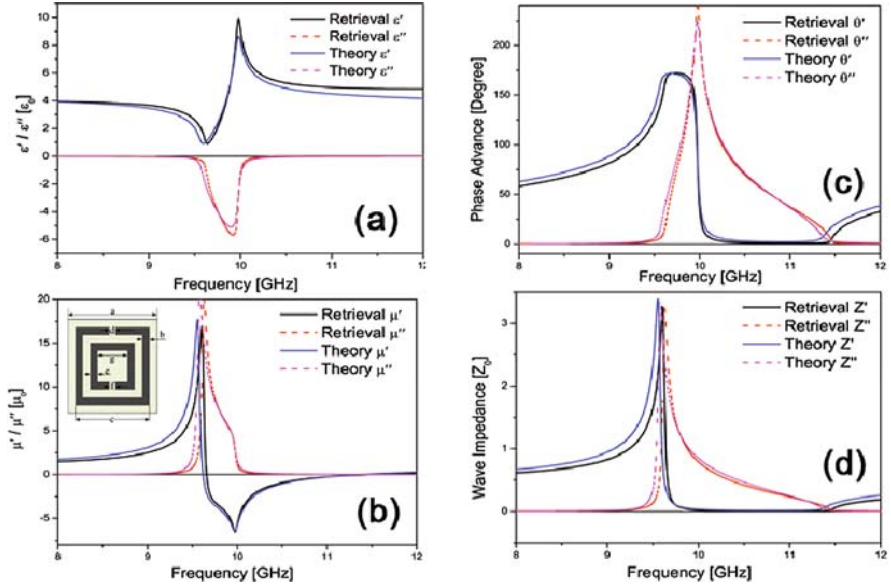 Retrieval ε'
Retrieval ε''
Theory ε'
Theory ε''
ε' / ε'' [ε₀]
10
8
6
4
2
0
-2
-4
-6
(a)
8 9 10 11 12
Frequency [GHz]
Retrieval μ'
Retrieval μ''
Theory μ'
Theory μ''
μ' / μ'' [μ₀]
20
15
10
5
0
-5
a
b
c
(b)
8 9 10 11 12
Frequency [GHz]
Retrieval θ'
Retrieval θ''
Theory θ'
Theory θ''
Phase Advance [Degree]
200
150
100
50
0
(c)
8 9 10 11 12
Frequency [GHz]
Retrieval Z'
Retrieval Z''
Theory Z'
Theory Z''
Wave Impedance [Z₀]
3
2
1
0
(d)
8 9 10 11 12
Frequency [GHz]